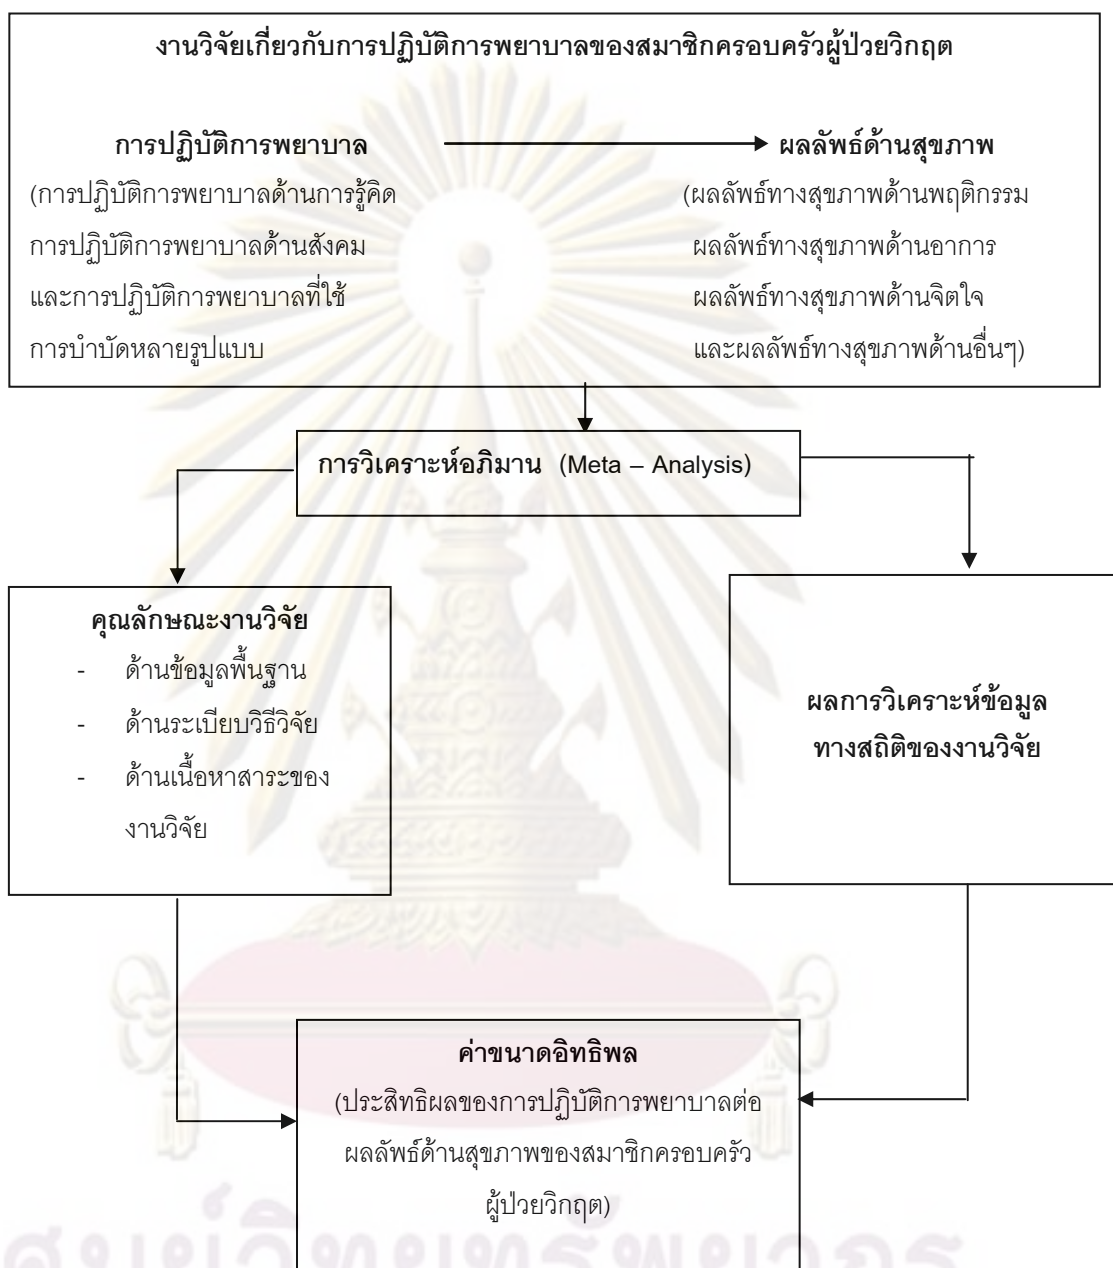 งานวิจัยเกี่ยวกับการปฏิบัติการพยาบาลของสมาชิกครอบครัวผู้ป่วยวิกฤต
การปฏิบัติการพยาบาล
(การปฏิบัติการพยาบาลด้านการรู้คิด
การปฏิบัติการพยาบาลด้านสังคม
และการปฏิบัติการพยาบาลที่ใช้
การบำบัดหลายรูปแบบ
ผลลัพธ์ด้านสุขภาพ
(ผลลัพธ์ทางสุขภาพด้านพฤติกรรม
ผลลัพธ์ทางสุขภาพด้านอาการ
ผลลัพธ์ทางสุขภาพด้านจิตใจ
และผลลัพธ์ทางสุขภาพด้านอื่นๆ)
การวิเคราะห์อภิมาน (Meta – Analysis)
คุณลักษณะงานวิจัย
- ด้านข้อมูลพื้นฐาน
- ด้านระเบียบวิธีวิจัย
- ด้านเนื้อหาสาระของ
งานวิจัย
ผลการวิเคราะห์ข้อมูล
ทางสถิติของงานวิจัย
ค่าขนาดอิทธิพล
(ประสิทธิผลของการปฏิบัติการพยาบาลต่อ
ผลลัพธ์ด้านสุขภาพของสมาชิกครอบครัว
ผู้ป่วยวิกฤต)
ศูนย์วิทยทรัพยากร